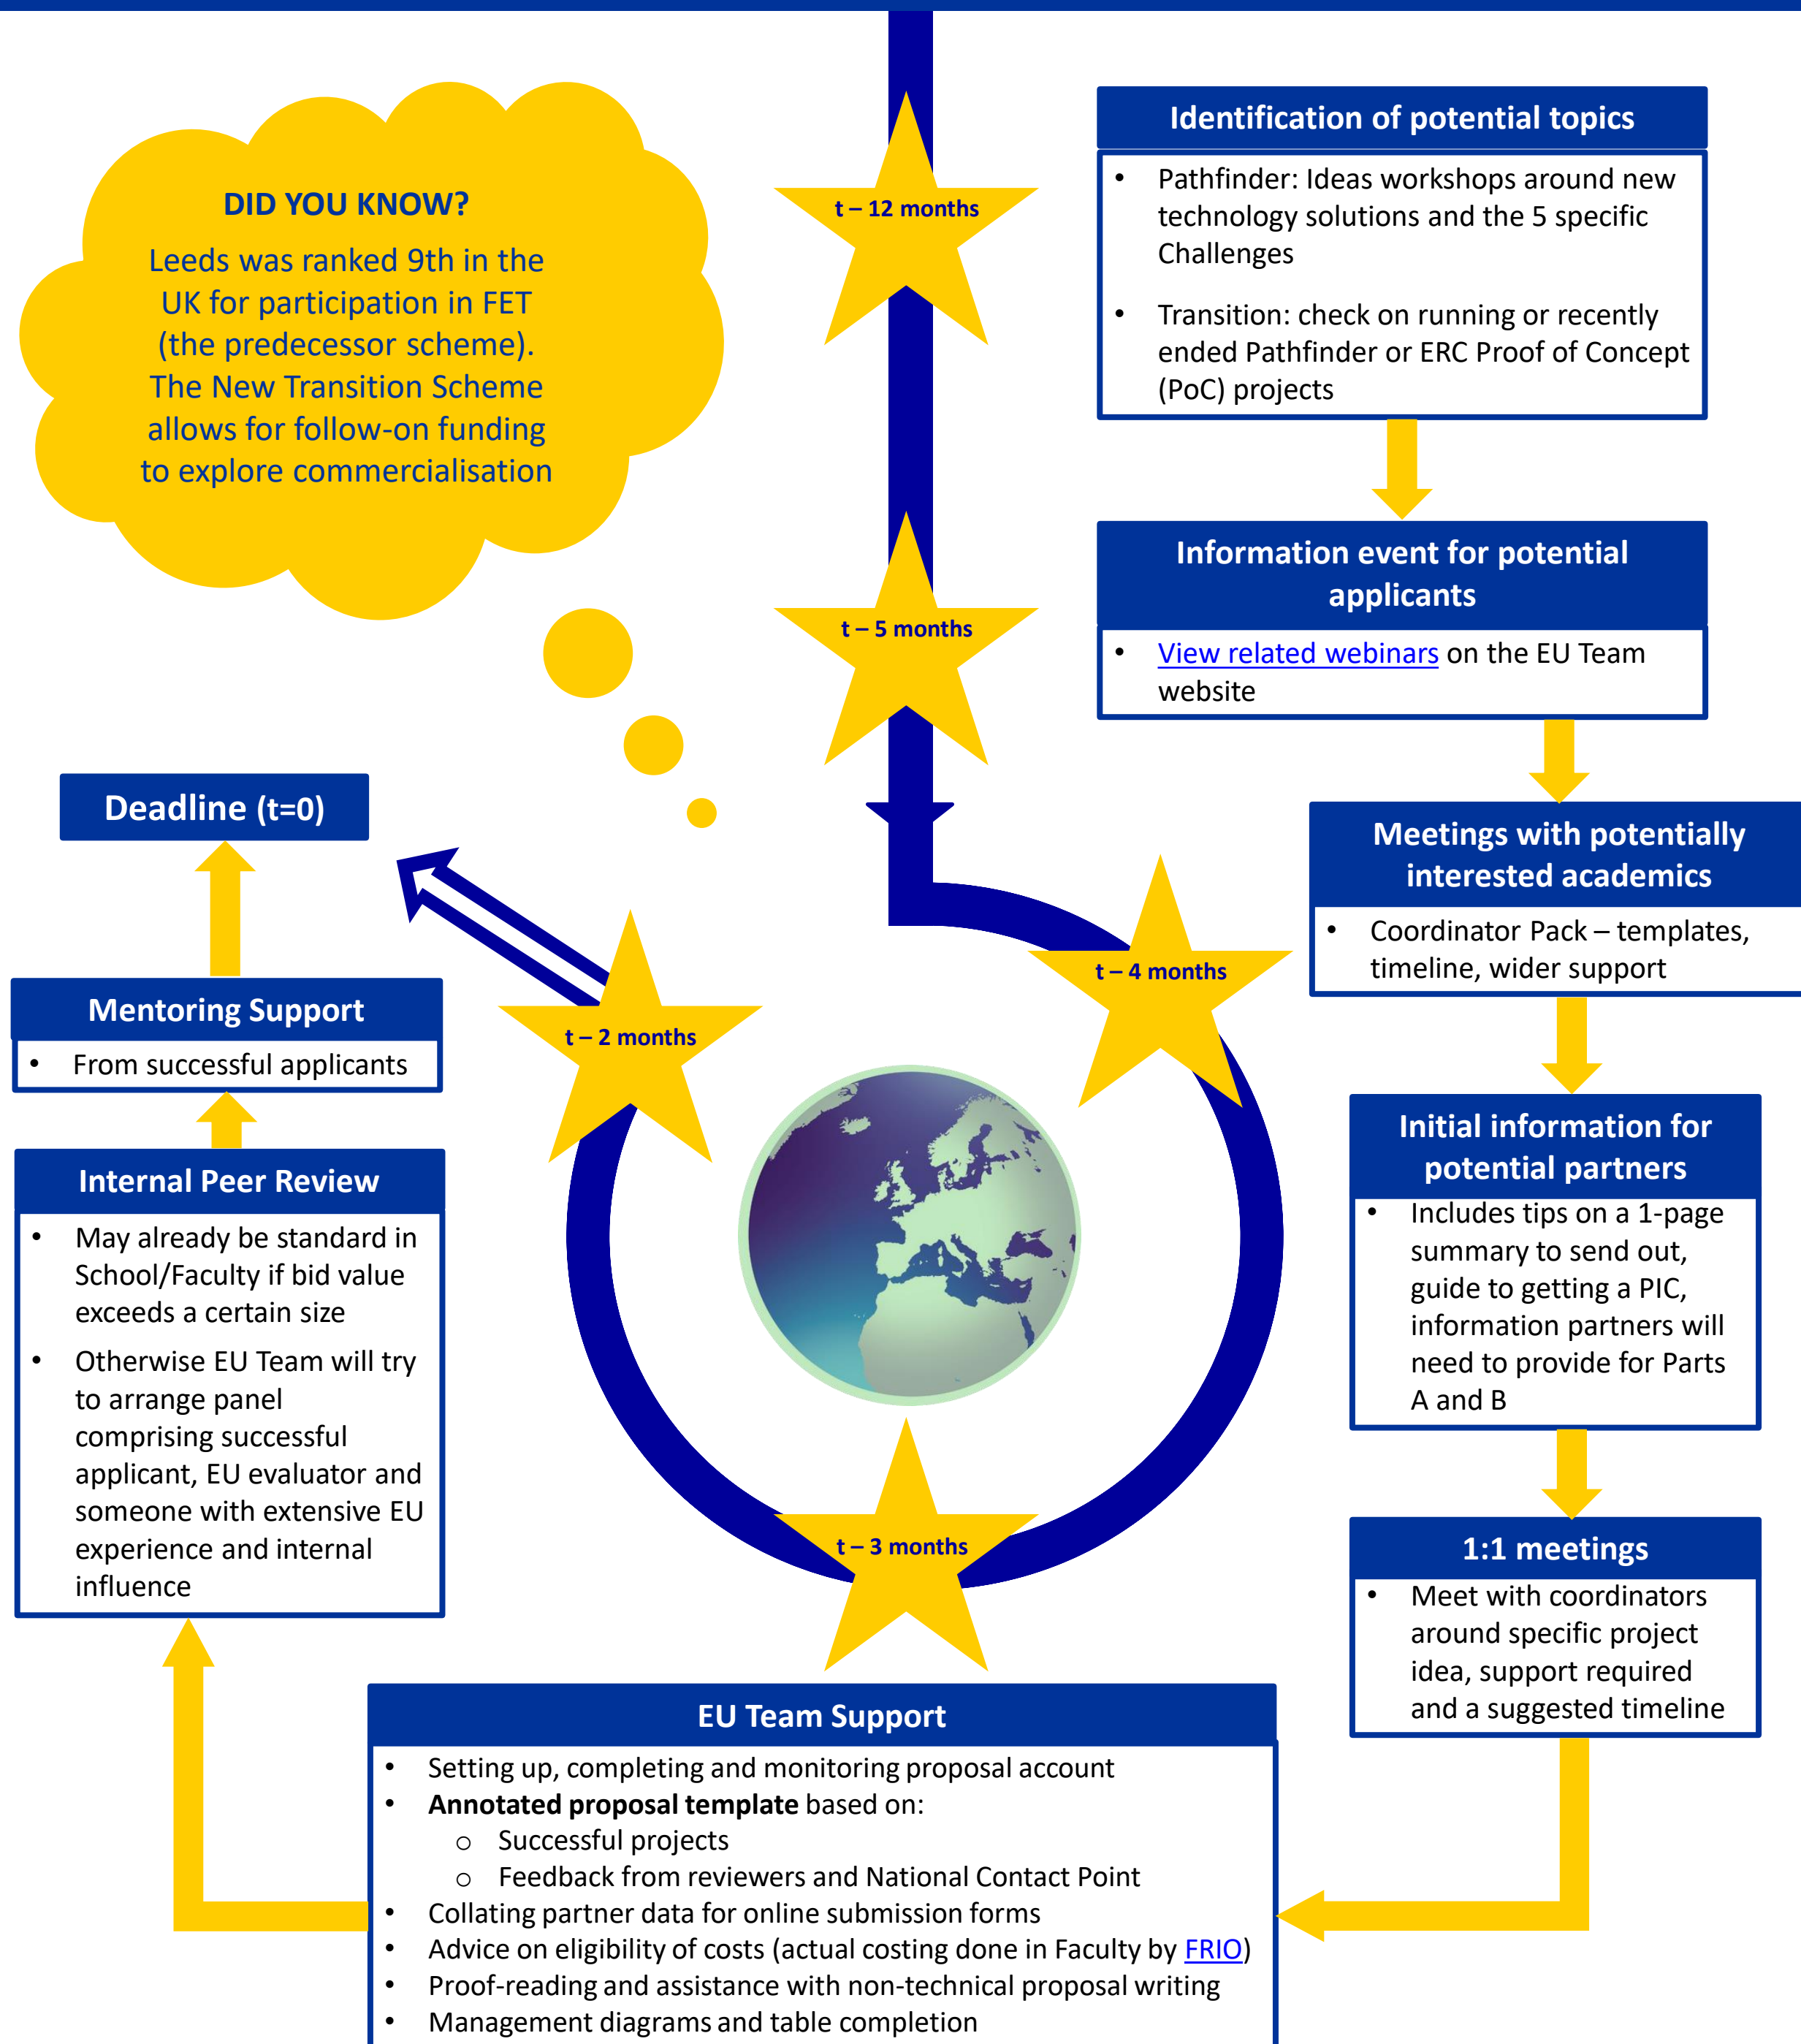 DID YOU KNOW?
Leeds was ranked 9th in the
UK for participation in FET
(the predecessor scheme).
The New Transition Scheme
allows for follow-on funding
to explore commercialisation
t – 12 months
Identification of potential topics
• Pathfinder: Ideas workshops around new
technology solutions and the 5 specific
Challenges
• Transition: check on running or recently
ended Pathfinder or ERC Proof of Concept
(PoC) projects
t – 5 months
Information event for potential
applicants
• View related webinars on the EU Team
website
Meetings with potentially
interested academics
• Coordinator Pack – templates,
timeline, wider support
t – 4 months
Initial information for
potential partners
• Includes tips on a 1-page
summary to send out,
guide to getting a PIC,
information partners will
need to provide for Parts
A and B
1:1 meetings
• Meet with coordinators
around specific project
idea, support required
and a suggested timeline
t – 3 months
EU Team Support
• Setting up, completing and monitoring proposal account
• Annotated proposal template based on:
o Successful projects
o Feedback from reviewers and National Contact Point
• Collating partner data for online submission forms
• Advice on eligibility of costs (actual costing done in Faculty by FRIO)
• Proof-reading and assistance with non-technical proposal writing
• Management diagrams and table completion
t – 2 months
Internal Peer Review
• May already be standard in
School/Faculty if bid value
exceeds a certain size
• Otherwise EU Team will try
to arrange panel
comprising successful
applicant, EU evaluator and
someone with extensive EU
experience and internal
influence
Mentoring Support
• From successful applicants
Deadline (t=0)